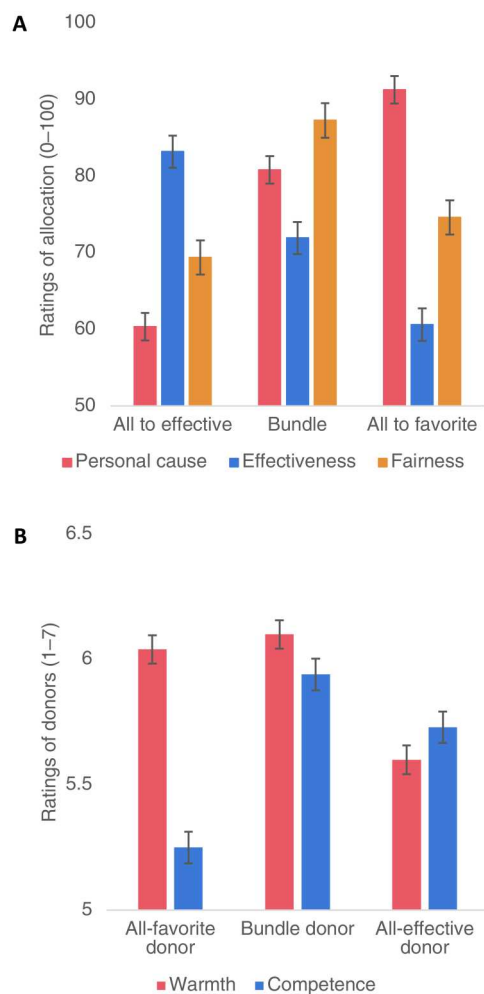 A
100
90
80
70
60
50
Ratings of allocation (0–100)
All to effective Bundle All to favorite
Personal cause Effectiveness Fairness
B
6.5
6
5.5
5
Ratings of donors (1–7)
All-favorite donor Bundle donor All-effective donor
Warmth Competence